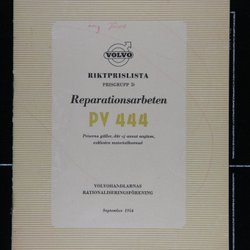 VOLVO
RIKTPRISLISTA
PRISGRUPP D
Reparationsarbeten
PV 444
Priserna gäller, där ej annat angives,
exklusive materialkostnad
VOLVOHANDLARNAS
RATIONALISERINGSFÖRENING
September 1954